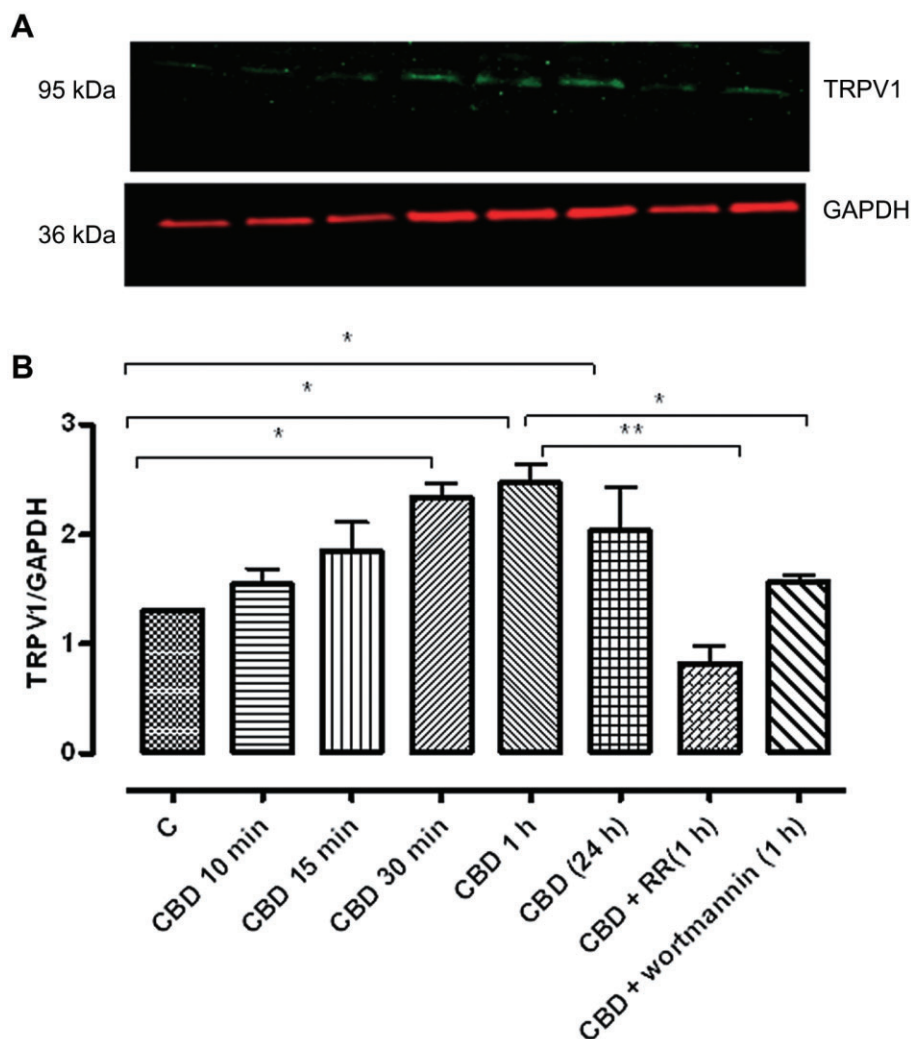 A
95 kDa
TRPV1
GAPDH
36 kDa
B
*
*
*
*
**
3
2
1
0
TRPV1/GAPDH
C
CBD 10 min
CBD 15 min
CBD 30 min
CBD 1 h
CBD (24 h)
CBD + RR(1 h)
CBD + wortmannin (1 h)